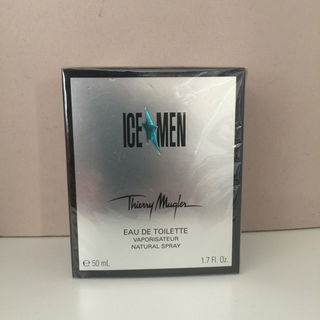 ICE★MEN
Thierry Mugler
EAU DE TOILETTE
VAPORISATEUR
NATURAL SPRAY
℮ 50 mL 1.7 Fl. Oz.